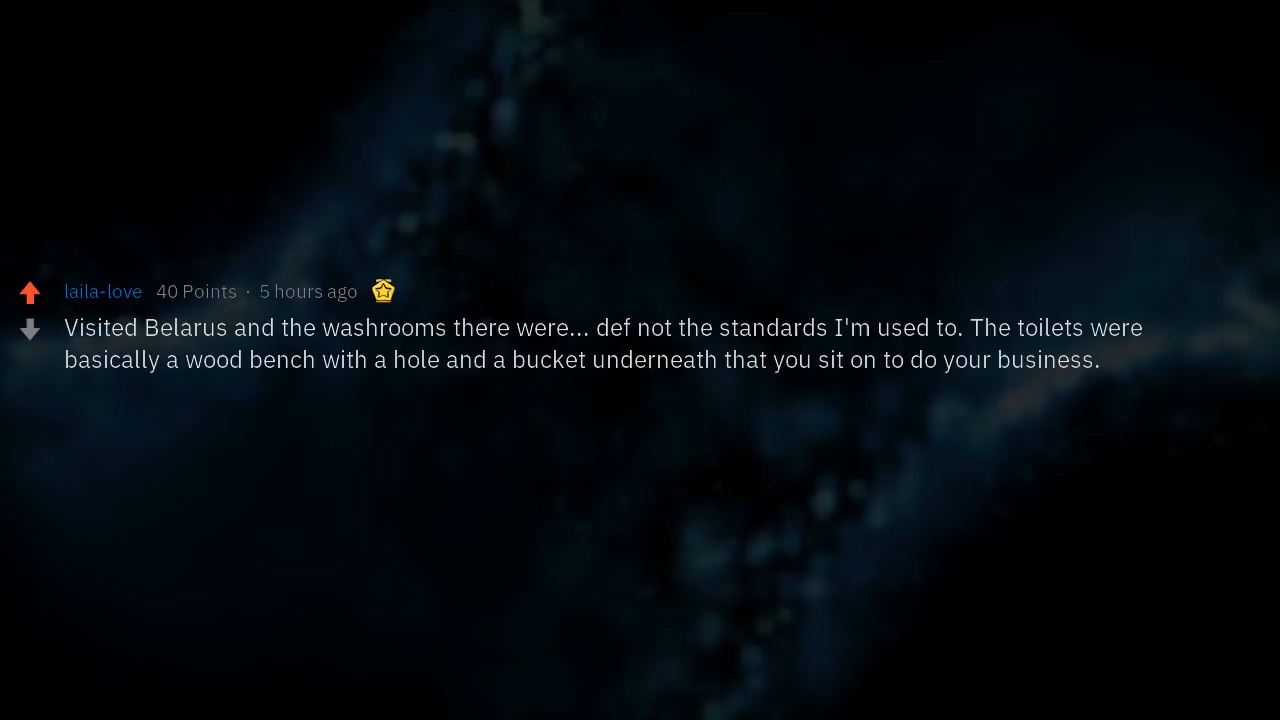 laila-love 40 Points · 5 hours ago
Visited Belarus and the washrooms there were... def not the standards I'm used to. The toilets were
basically a wood bench with a hole and a bucket underneath that you sit on to do your business.